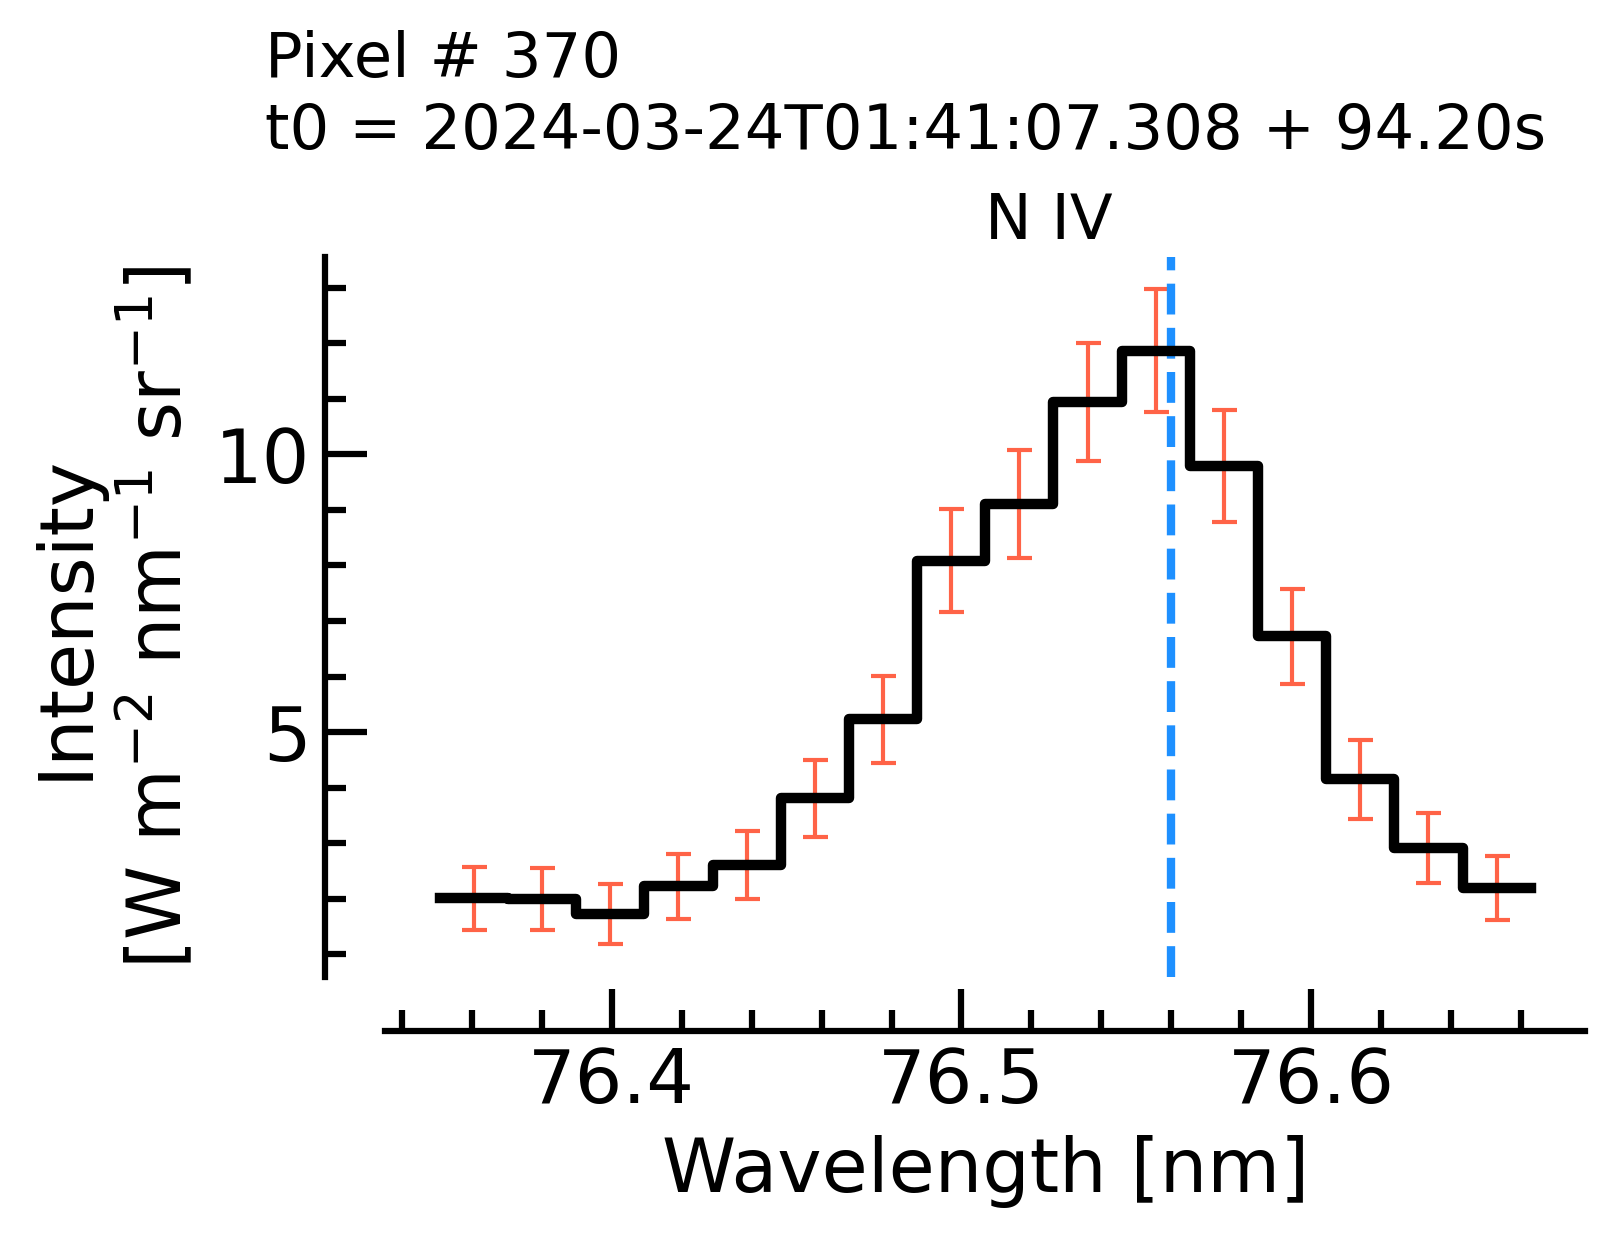 Pixel # 370
t0 = 2024-03-24T01:41:07.308 + 94.20s
N IV
Intensity
[W m⁻² nm⁻¹ sr⁻¹]
10
5
76.4 76.5 76.6
Wavelength [nm]